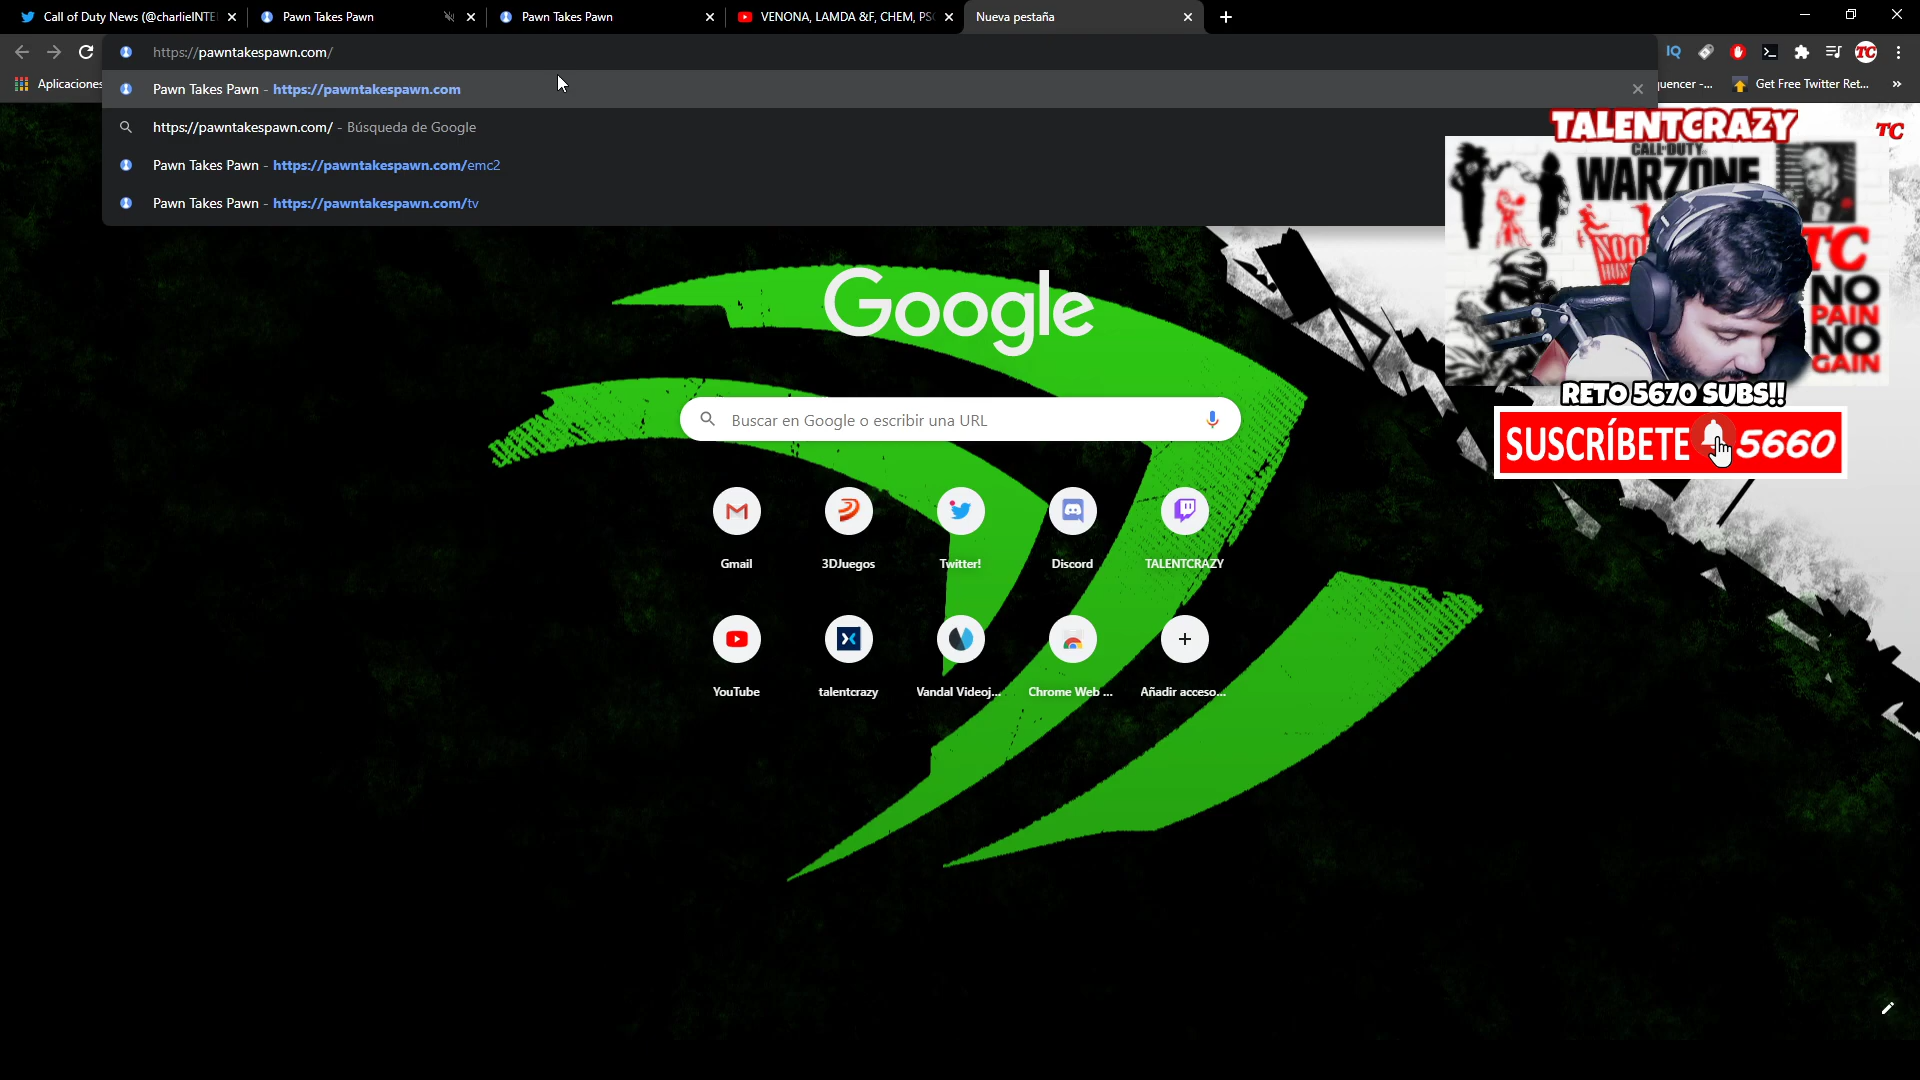 Call of Duty News (@charlieINTE
Pawn Takes Pawn
Pawn Takes Pawn
VENONA, LAMDA &F, CHEM, PS
Nueva pestaña
https://pawntakespawn.com/
IQ
TC
Aplicaciones
Pawn Takes Pawn - https://pawntakespawn.com
uencer -...
Get Free Twitter Ret...
»
https://pawntakespawn.com/ - Búsqueda de Google
Pawn Takes Pawn - https://pawntakespawn.com/emc2
Pawn Takes Pawn - https://pawntakespawn.com/tv
TALENTCRAZY
TC
CALL OF DUTY
WARZONE
TC
NO
PAIN
NO
GAIN
Google
RETO 5670 SUBS!!
Buscar en Google o escribir una URL
SUSCRÍBETE 5660
Gmail
3DJuegos
Twitter!
Discord
TALENTCRAZY
YouTube
talentcrazy
Vandal Videoj...
Chrome Web ...
Añadir acceso...